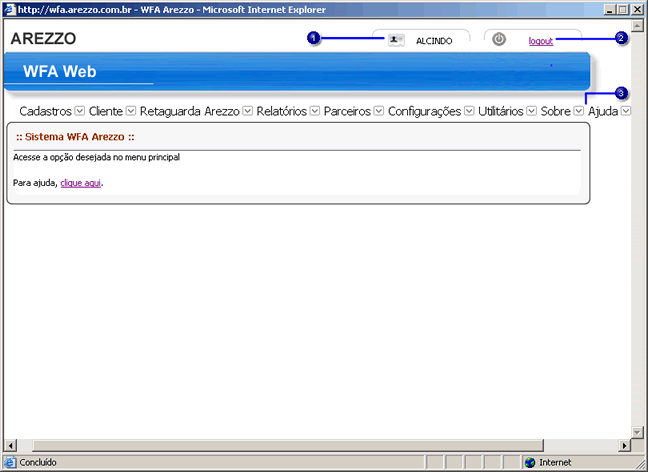 http://wfa.arezzo.com.br - WFA Arezzo - Microsoft Internet Explorer
AREZZO
1
ALCINDO
logout
2
WFA Web
3
Cadastros Cliente Retaguarda Arezzo Relatórios Parceiros Configurações Utilitários Sobre Ajuda
:: Sistema WFA Arezzo ::
Acesse a opção desejada no menu principal
Para ajuda, clique aqui.
Concluído
Internet